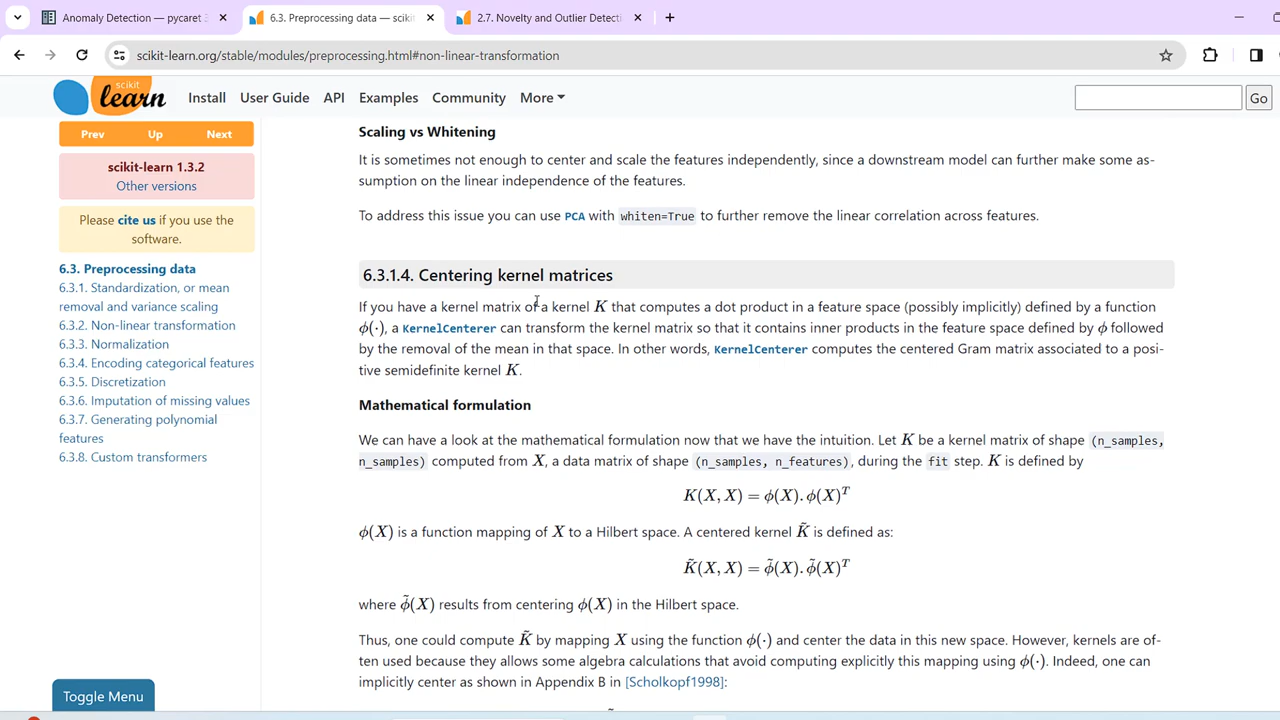 Anomaly Detection — pycaret 3
6.3. Preprocessing data — scikit
2.7. Novelty and Outlier Detecti
scikit-learn.org/stable/modules/preprocessing.html#non-linear-transformation
scikit
learn
Install User Guide API Examples Community More
Go
Prev Up Next
scikit-learn 1.3.2
Other versions
Please cite us if you use the
software.
6.3. Preprocessing data
6.3.1. Standardization, or mean
removal and variance scaling
6.3.2. Non-linear transformation
6.3.3. Normalization
6.3.4. Encoding categorical features
6.3.5. Discretization
6.3.6. Imputation of missing values
6.3.7. Generating polynomial
features
6.3.8. Custom transformers
Toggle Menu
Scaling vs Whitening
It is sometimes not enough to center and scale the features independently, since a downstream model can further make some as-
sumption on the linear independence of the features.
To address this issue you can use PCA with whiten=True to further remove the linear correlation across features.
6.3.1.4. Centering kernel matrices
If you have a kernel matrix of a kernel K that computes a dot product in a feature space (possibly implicitly) defined by a function
ϕ(·), a KernelCenterer can transform the kernel matrix so that it contains inner products in the feature space defined by ϕ followed
by the removal of the mean in that space. In other words, KernelCenterer computes the centered Gram matrix associated to a posi-
tive semidefinite kernel K.
Mathematical formulation
We can have a look at the mathematical formulation now that we have the intuition. Let K be a kernel matrix of shape (n_samples,
n_samples) computed from X, a data matrix of shape (n_samples, n_features), during the fit step. K is defined by
K(X, X) = ϕ(X). ϕ(X)^T
ϕ(X) is a function mapping of X to a Hilbert space. A centered kernel K̃ is defined as:
K̃(X, X) = ϕ̃(X). ϕ̃(X)^T
where ϕ̃(X) results from centering ϕ(X) in the Hilbert space.
Thus, one could compute K̃ by mapping X using the function ϕ(·) and center the data in this new space. However, kernels are of-
ten used because they allows some algebra calculations that avoid computing explicitly this mapping using ϕ(·). Indeed, one can
implicitly center as shown in Appendix B in [Scholkopf1998]: